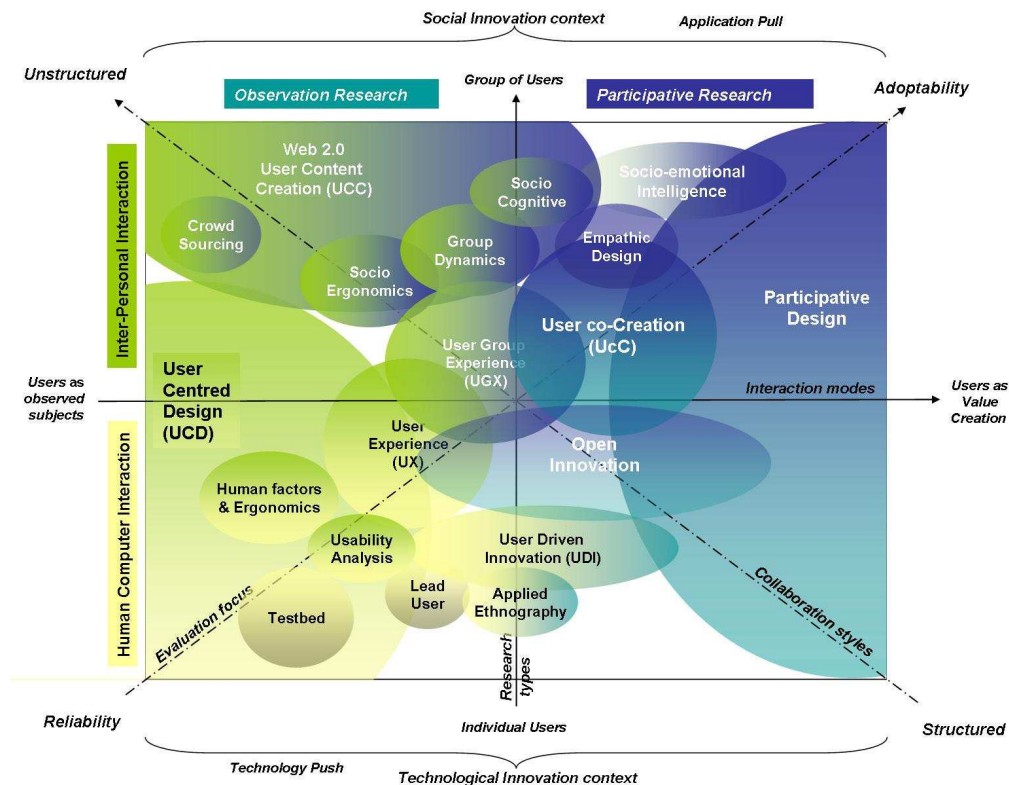 Social Innovation context
Application Pull
Unstructured
Observation Research
Group of Users
Participative Research
Adoptability
Inter-Personal Interaction
Web 2.0
User Content
Creation (UCC)
Socio
Cognitive
Socio-emotional
Intelligence
Crowd
Sourcing
Group
Dynamics
Empathic
Design
Socio
Ergonomics
Participative
Design
User co-Creation
(UcC)
User Group
Experience
(UGX)
User
Centred
Design
(UCD)
Users as
observed
subjects
Interaction modes
Users as
Value
Creation
User
Experience
(UX)
Open
Innovation
Human Computer Interaction
Human factors
& Ergonomics
Usability
Analysis
User Driven
Innovation (UDI)
Lead
User
Applied
Ethnography
Testbed
Evaluation focus
Collaboration styles
Research
types
Reliability
Individual Users
Structured
Technology Push
Technological Innovation context